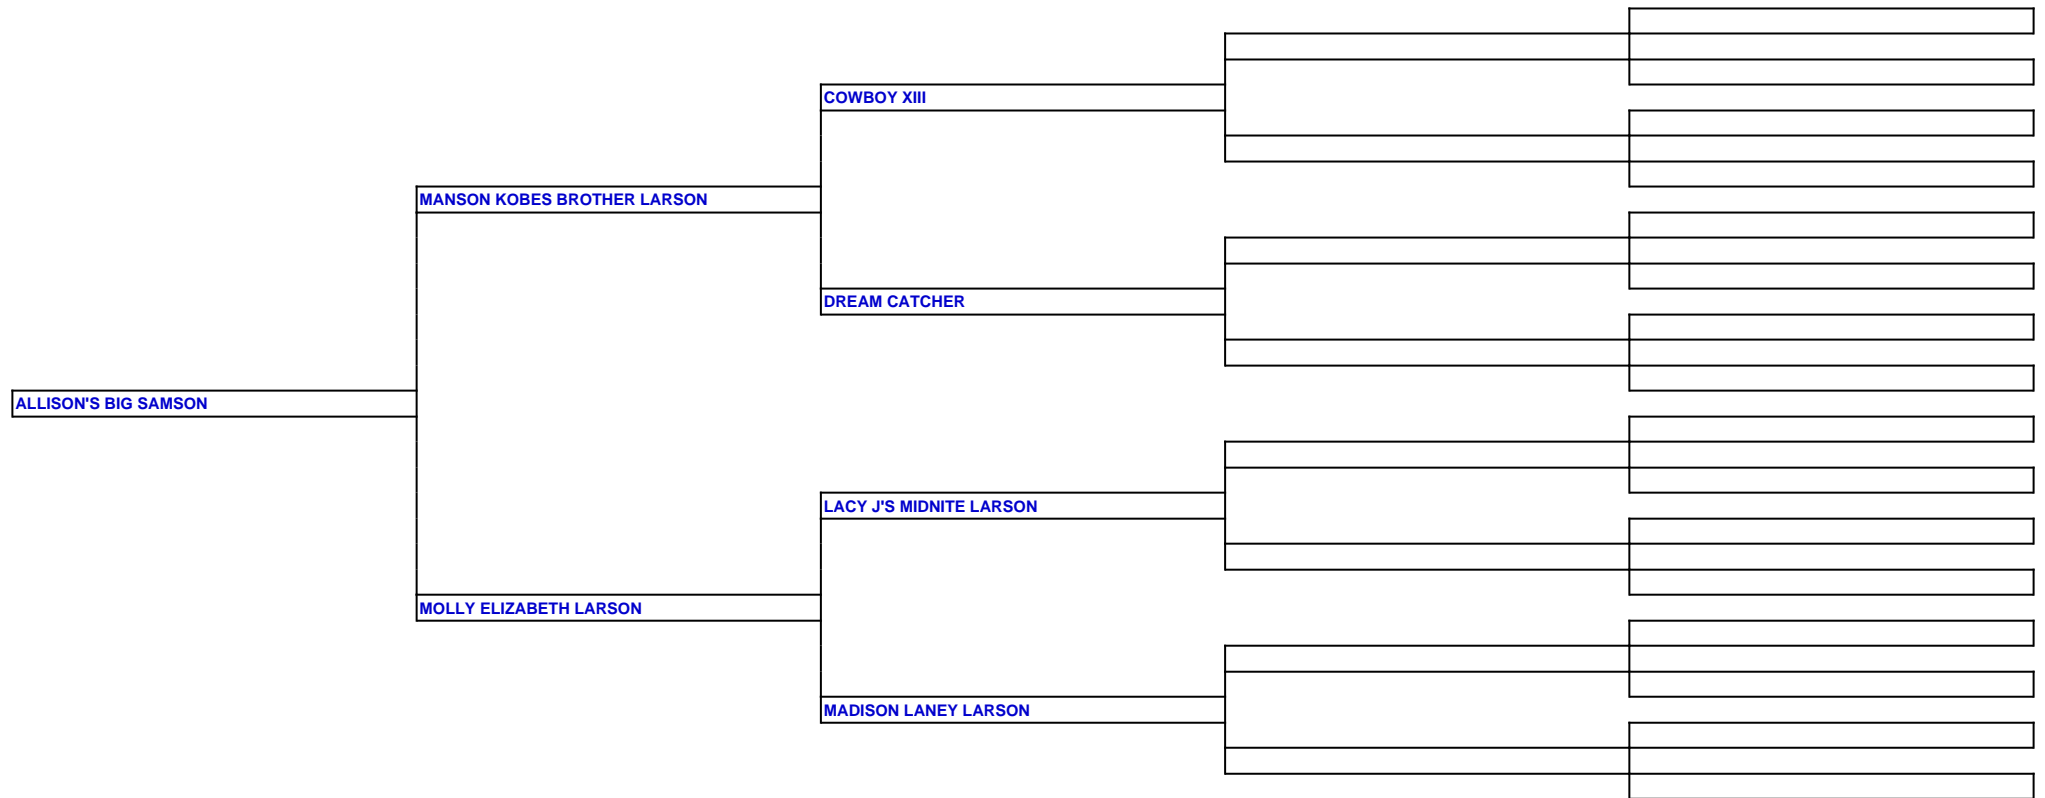 COWBOY XIII
MANSON KOBES BROTHER LARSON
DREAM CATCHER
ALLISON'S BIG SAMSON
LACY J'S MIDNITE LARSON
MOLLY ELIZABETH LARSON
MADISON LANEY LARSON